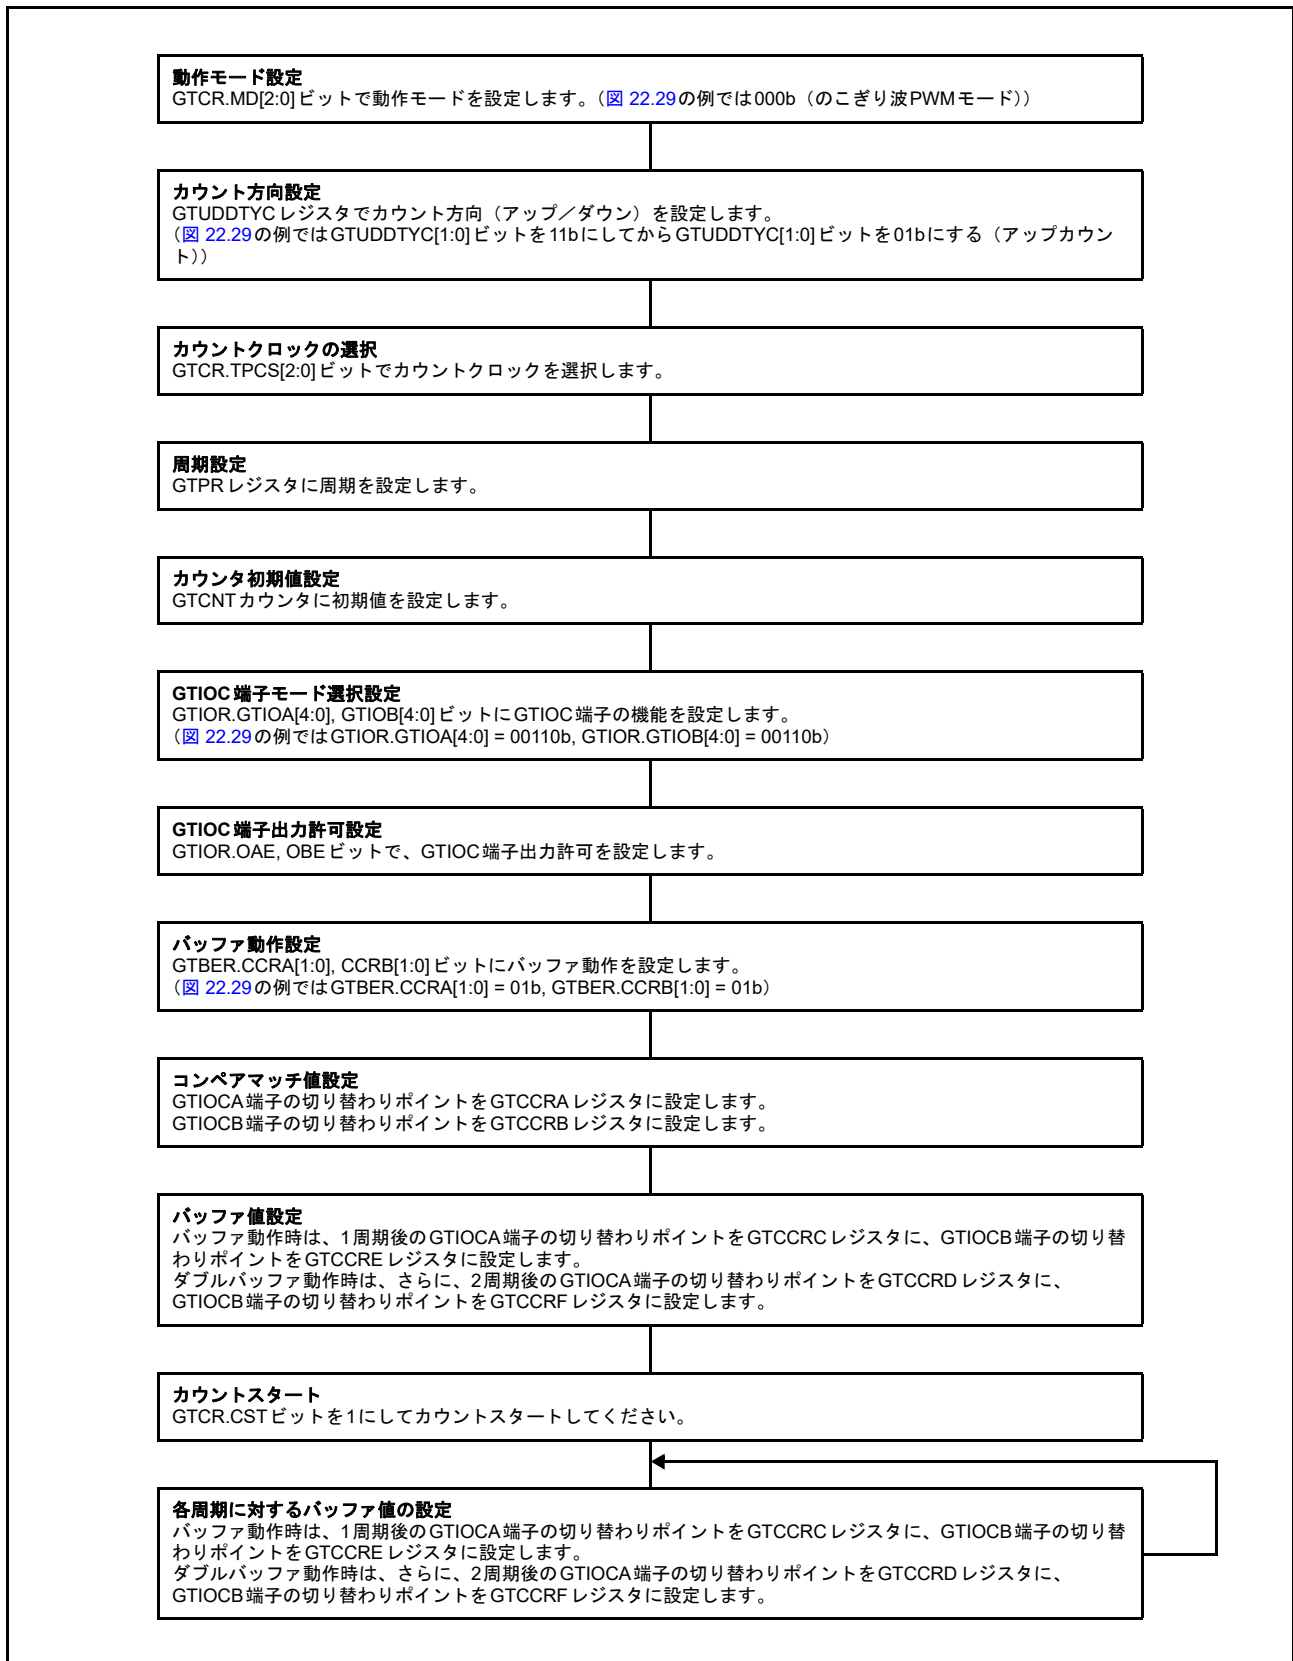 動作モード設定
GTCR.MD[2:0]ビットで動作モードを設定します。（図 22.29の例では000b（のこぎり波PWMモード））
カウント方向設定
GTUDDTYCレジスタでカウント方向（アップ／ダウン）を設定します。
（図 22.29の例ではGTUDDTYC[1:0]ビットを11bにしてからGTUDDTYC[1:0]ビットを01bにする（アップカウン
ト））
カウントクロックの選択
GTCR.TPCS[2:0]ビットでカウントクロックを選択します。
周期設定
GTPRレジスタに周期を設定します。
カウンタ初期値設定
GTCNTカウンタに初期値を設定します。
GTIOC端子モード選択設定
GTIOR.GTIOA[4:0], GTIOB[4:0]ビットにGTIOC端子の機能を設定します。
（図 22.29の例ではGTIOR.GTIOA[4:0] = 00110b, GTIOR.GTIOB[4:0] = 00110b）
GTIOC端子出力許可設定
GTIOR.OAE, OBEビットで、GTIOC端子出力許可を設定します。
バッファ動作設定
GTBER.CCRA[1:0], CCRB[1:0]ビットにバッファ動作を設定します。
（図 22.29の例ではGTBER.CCRA[1:0] = 01b, GTBER.CCRB[1:0] = 01b）
コンペアマッチ値設定
GTIOCA端子の切り替わりポイントをGTCCRAレジスタに設定します。
GTIOCB端子の切り替わりポイントをGTCCRBレジスタに設定します。
バッファ値設定
バッファ動作時は、1周期後のGTIOCA端子の切り替わりポイントをGTCCRCレジスタに、GTIOCB端子の切り替
わりポイントをGTCCREレジスタに設定します。
ダブルバッファ動作時は、さらに、2周期後のGTIOCA端子の切り替わりポイントをGTCCRDレジスタに、
GTIOCB端子の切り替わりポイントをGTCCRFレジスタに設定します。
カウントスタート
GTCR.CSTビットを1にしてカウントスタートしてください。
各周期に対するバッファ値の設定
バッファ動作時は、1周期後のGTIOCA端子の切り替わりポイントをGTCCRCレジスタに、GTIOCB端子の切り替
わりポイントをGTCCREレジスタに設定します。
ダブルバッファ動作時は、さらに、2周期後のGTIOCA端子の切り替わりポイントをGTCCRDレジスタに、
GTIOCB端子の切り替わりポイントをGTCCRFレジスタに設定します。